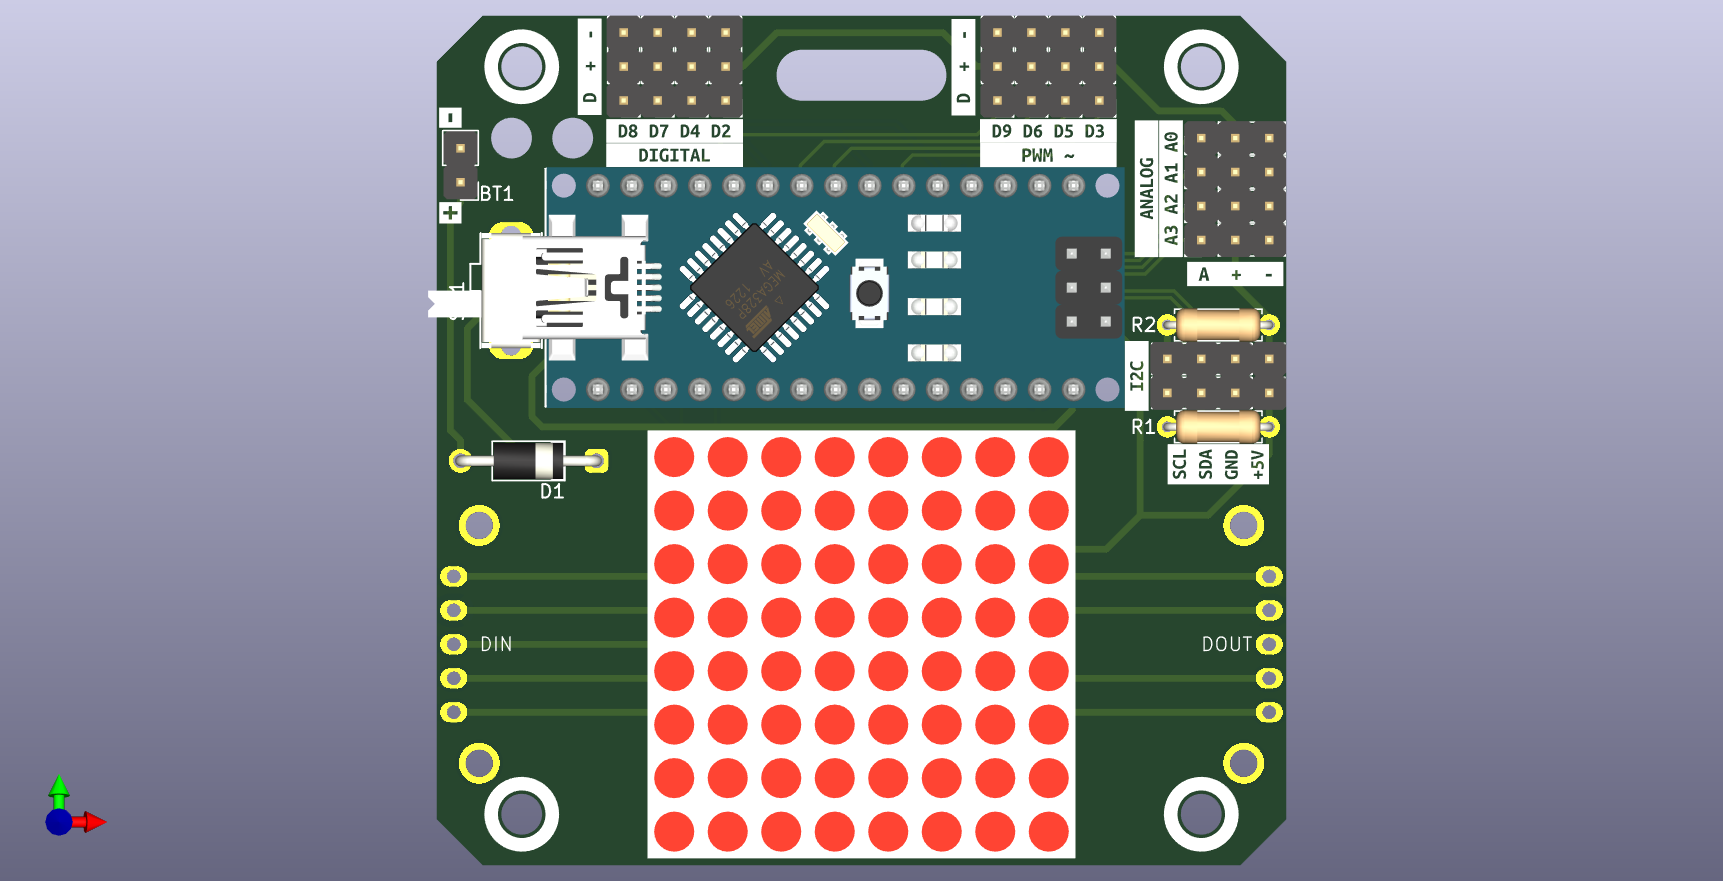 D + -
D + -
D8 D7 D4 D2
DIGITAL
D9 D6 D5 D3
PWM ~
-
BT1
+
ANALOG
A3 A2 A1 A0
A + -
MEGA328P
AV
1226
R2
I2C
R1
SCL
SDA
GND
+5V
D1
DIN
DOUT